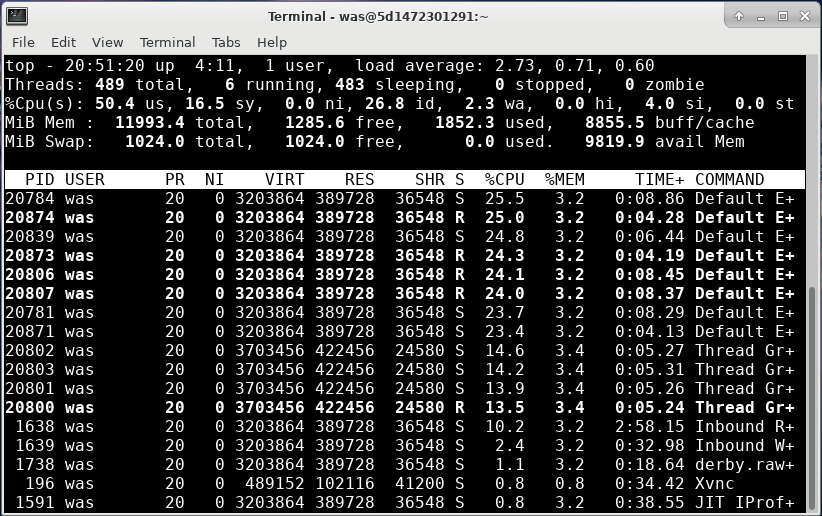 Terminal - was@5d1472301291:~
File Edit View Terminal Tabs Help
top - 20:51:20 up  4:11,  1 user,  load average: 2.73, 0.71, 0.60
Threads: 489 total,   6 running, 483 sleeping,   0 stopped,   0 zombie
%Cpu(s): 50.4 us, 16.5 sy,  0.0 ni, 26.8 id,  2.3 wa,  0.0 hi,  4.0 si,  0.0 st
MiB Mem :  11993.4 total,   1285.6 free,   1852.3 used,   8855.5 buff/cache
MiB Swap:   1024.0 total,   1024.0 free,      0.0 used.   9819.9 avail Mem
  PID USER      PR  NI    VIRT    RES    SHR S  %CPU  %MEM     TIME+ COMMAND
20784 was       20   0 3203864 389728  36548 S  25.5   3.2   0:08.86 Default E+
20874 was       20   0 3203864 389728  36548 R  25.0   3.2   0:04.28 Default E+
20839 was       20   0 3203864 389728  36548 S  24.8   3.2   0:06.44 Default E+
20873 was       20   0 3203864 389728  36548 R  24.3   3.2   0:04.19 Default E+
20806 was       20   0 3203864 389728  36548 R  24.1   3.2   0:08.45 Default E+
20807 was       20   0 3203864 389728  36548 R  24.0   3.2   0:08.37 Default E+
20781 was       20   0 3203864 389728  36548 S  23.7   3.2   0:08.29 Default E+
20871 was       20   0 3203864 389728  36548 S  23.4   3.2   0:04.13 Default E+
20802 was       20   0 3703456 422456  24580 S  14.6   3.4   0:05.27 Thread Gr+
20803 was       20   0 3703456 422456  24580 S  14.2   3.4   0:05.31 Thread Gr+
20801 was       20   0 3703456 422456  24580 S  13.9   3.4   0:05.26 Thread Gr+
20800 was       20   0 3703456 422456  24580 R  13.5   3.4   0:05.24 Thread Gr+
 1638 was       20   0 3203864 389728  36548 S  10.2   3.2   2:58.15 Inbound R+
 1639 was       20   0 3203864 389728  36548 S   2.4   3.2   0:32.98 Inbound W+
 1738 was       20   0 3203864 389728  36548 S   1.1   3.2   0:18.64 derby.raw+
  196 was       20   0  489152 102116  41200 S   0.8   0.8   0:34.42 Xvnc
 1591 was       20   0 3203864 389728  36548 S   0.8   3.2   0:38.55 JIT IProf+